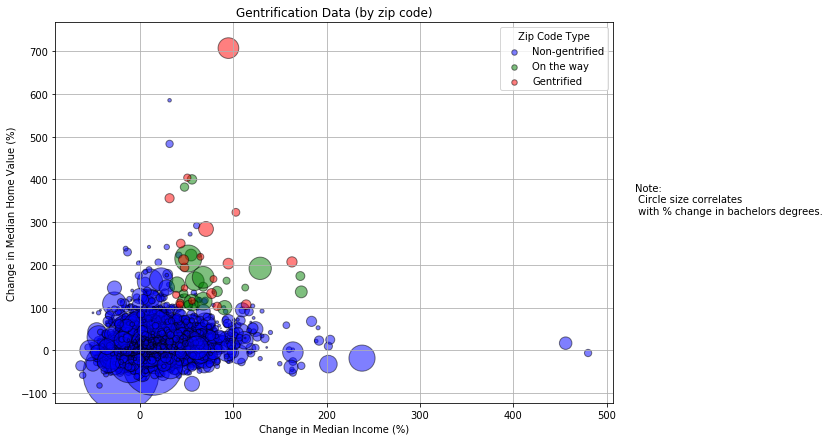 Gentrification Data (by zip code)
Change in Median Home Value (%)
700
600
500
400
300
200
100
0
−100
0
100
200
300
400
500
Change in Median Income (%)
Zip Code Type
Non-gentrified
On the way
Gentrified
Note:
Circle size correlates
with % change in bachelors degrees.